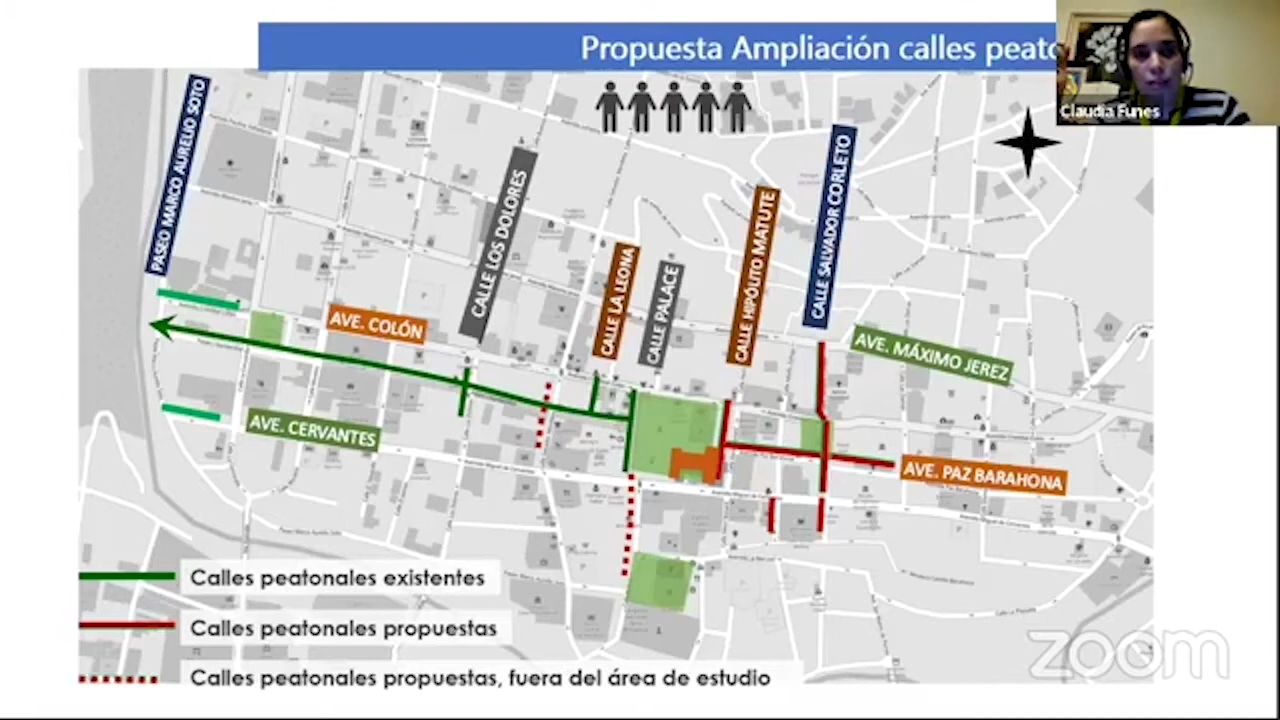 Propuesta Ampliación calles peato
Claudia Funes
PASEO MARCO AURELIO SOTO
CALLE LOS DOLORES
CALLE LA LEONA
CALLE PALACE
CALLE HIPÓLITO MATUTE
CALLE SALVADOR CORLETO
AVE. COLÓN
AVE. MÁXIMO JEREZ
AVE. CERVANTES
AVE. PAZ BARAHONA
Calles peatonales existentes
Calles peatonales propuestas
Calles peatonales propuestas, fuera del área de estudio
zoom